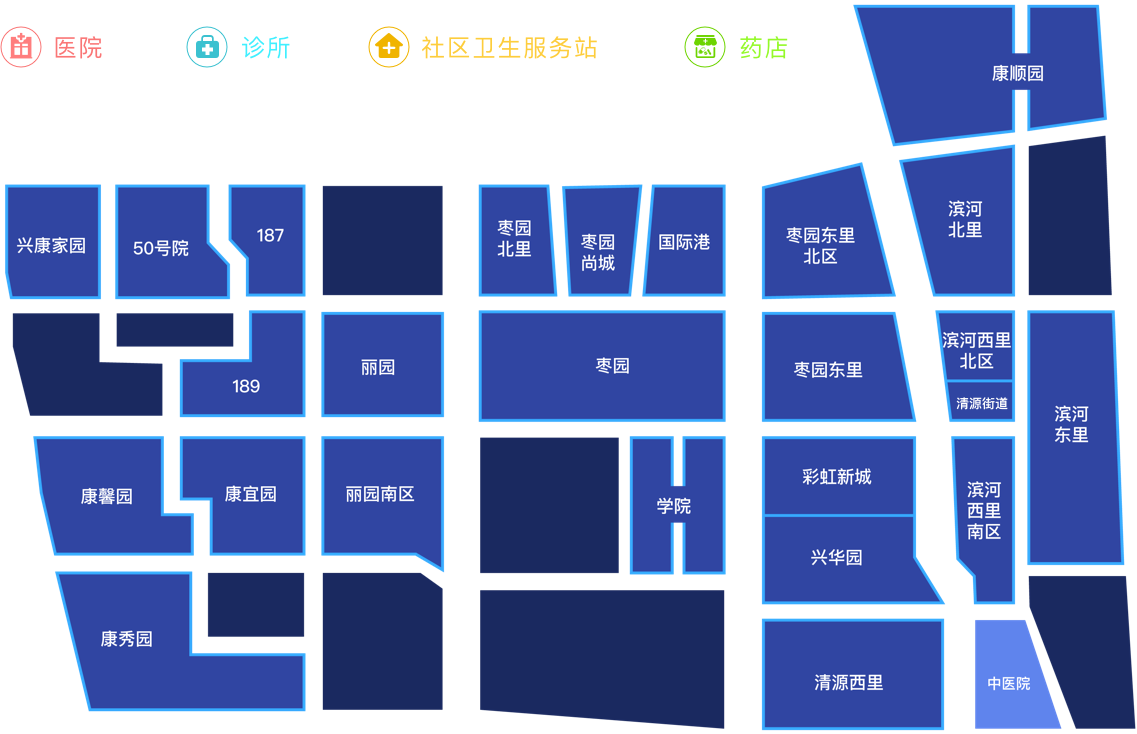 医院
诊所
社区卫生服务站
药店
康顺园
兴康家园
50号院
187
枣园
北里
枣园
尚城
国际港
枣园东里
北区
滨河
北里
189
丽园
枣园
枣园东里
滨河西里
北区
清源街道
滨河
东里
康馨园
康宜园
丽园南区
学院
彩虹新城
兴华园
滨河
西里
南区
康秀园
清源西里
中医院